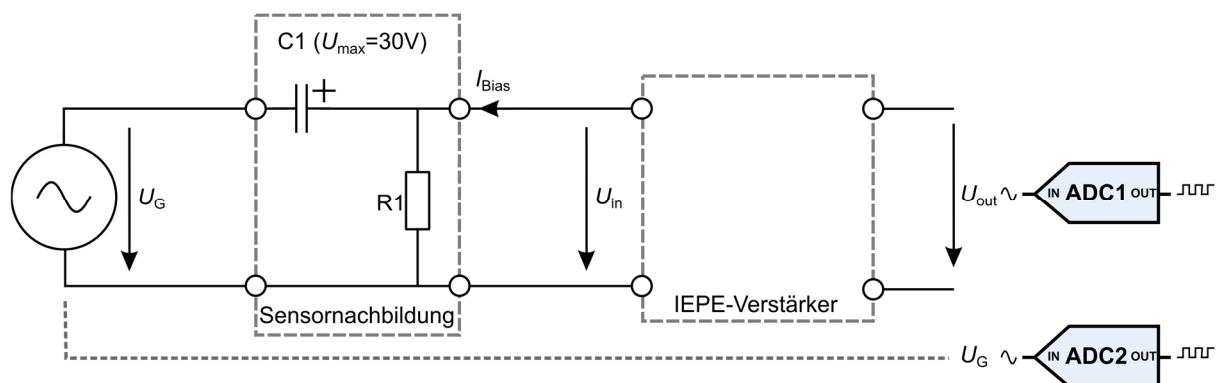 C1 (Umax=30V)
+
IBias
UG
R1
Uin
Uout
IN ADC1 OUT
Sensornachbildung
IEPE-Verstärker
UG
IN ADC2 OUT